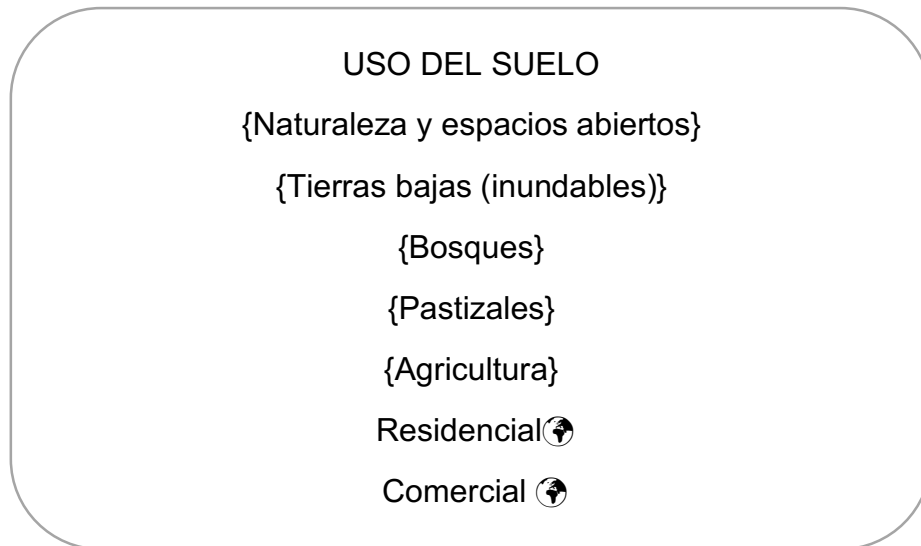 USO DEL SUELO
{Naturaleza y espacios abiertos}
{Tierras bajas (inundables)}
{Bosques}
{Pastizales}
{Agricultura}
Residencial
Comercial